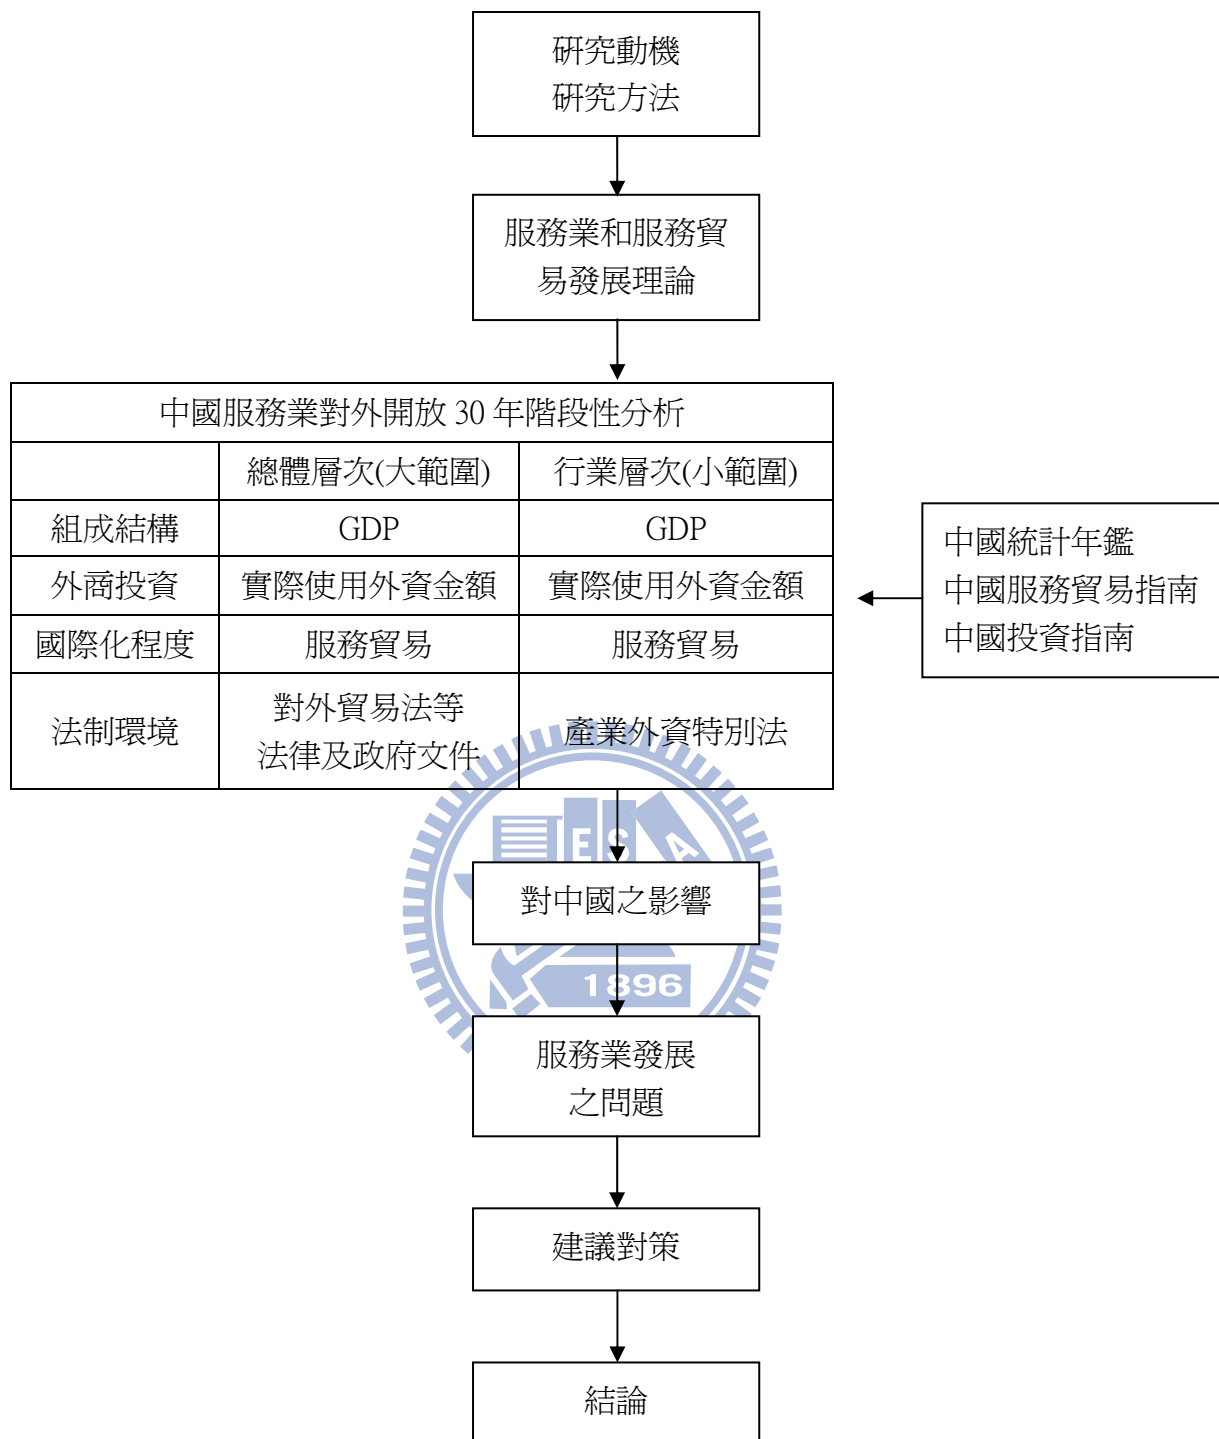 研究動機
研究方法
服務業和服務貿
易發展理論
中國服務業對外開放 30 年階段性分析
總體層次(大範圍) 行業層次(小範圍)
組成結構 GDP GDP
外商投資 實際使用外資金額 實際使用外資金額
國際化程度 服務貿易 服務貿易
法制環境 對外貿易法等
法律及政府文件 產業外資特別法
中國統計年鑑
中國服務貿易指南
中國投資指南
E S A
對中國之影響
1896
服務業發展
之問題
建議對策
結論